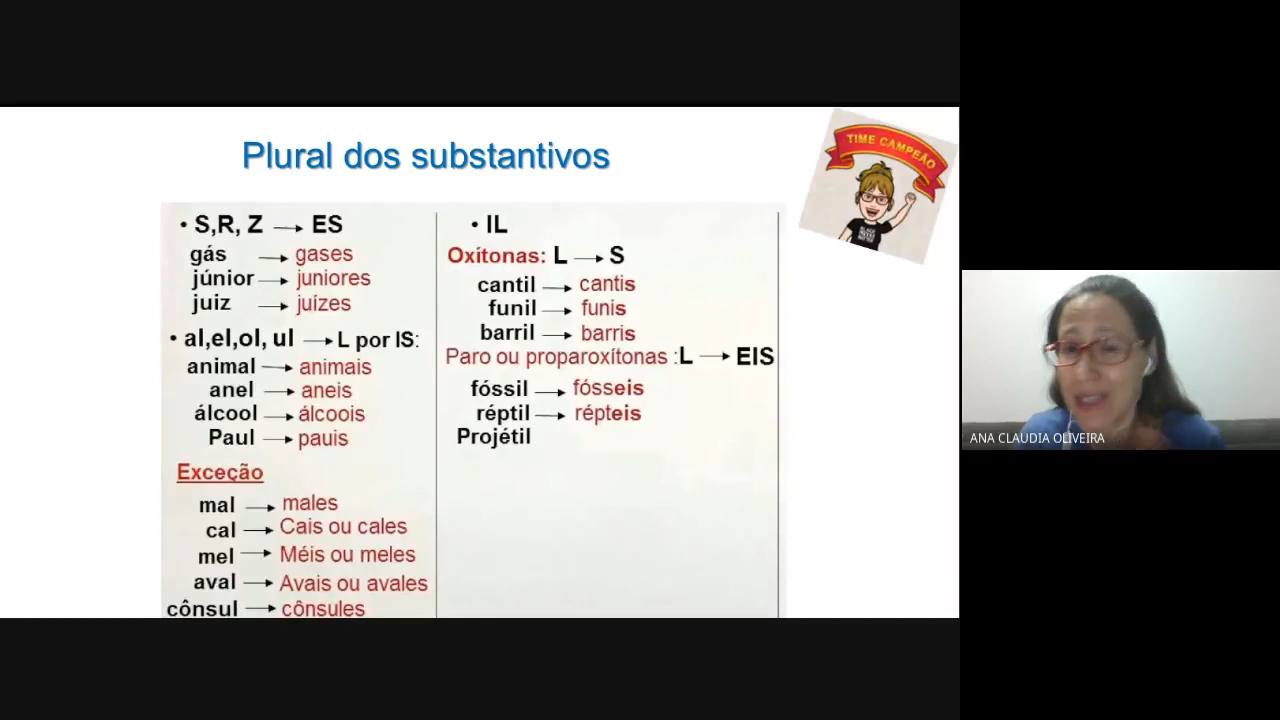 Plural dos substantivos
TIME CAMPEÃO
• S,R, Z → ES
gás → gases
júnior → juniores
juiz → juízes
• al,el,ol, ul → L por IS:
animal → animais
anel → aneis
álcool → álcoois
Paul → pauis
Exceção
mal → males
cal → Cais ou cales
mel → Méis ou meles
aval → Avais ou avales
cônsul → cônsules
• IL
Oxítonas: L → S
cantil → cantis
funil → funis
barril → barris
Paro ou proparoxítonas :L → EIS
fóssil → fósseis
réptil → répteis
Projétil
ANA CLAUDIA OLIVEIRA